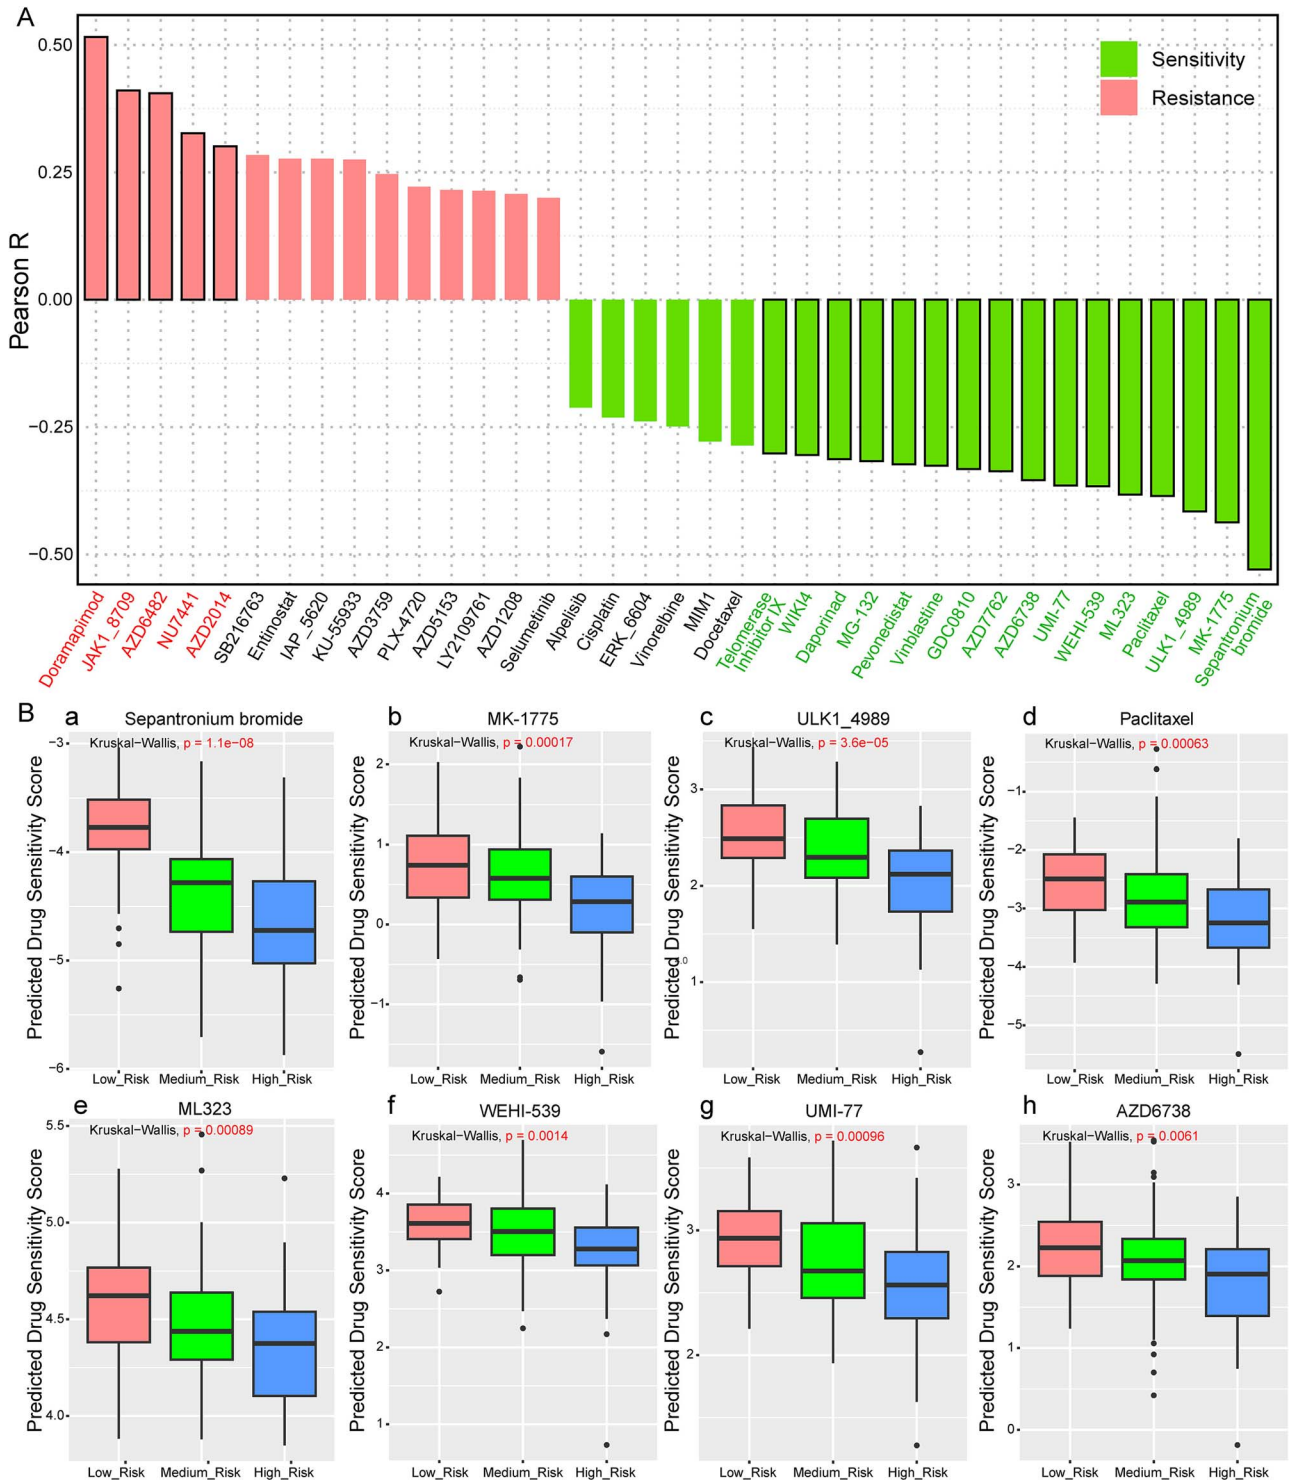 A
Pearson R
0.50
0.25
0.00
−0.25
−0.50
Sensitivity
Resistance
Doramapimod
JAK1_8709
AZD6482
NU7441
AZD2014
SB216763
Entinostat
IAP_5620
KU-55933
AZD3759
PLX-4720
AZD5153
LY2109761
AZD1208
Selumetinib
Alpelisib
Cisplatin
ERK_6604
Vinorelbine
MIM1
Docetaxel
Telomerase
Inhibitor IX
WIKI4
Daporinad
MG-132
Pevonedistat
Vinblastine
GDC0810
AZD7762
AZD6738
UMI-77
WEHI-539
ML323
Paclitaxel
ULK1_4989
MK-1775
Sepantronium
bromide
B
a
Sepantronium bromide
Kruskal−Wallis, p = 1.1e−08
Predicted Drug Sensitivity Score
−3
−4
−5
−6
Low_Risk Medium_Risk High_Risk
b
MK-1775
Kruskal−Wallis, p = 0.00017
Predicted Drug Sensitivity Score
2
1
0
−1
Low_Risk Medium_Risk High_Risk
c
ULK1_4989
Kruskal−Wallis, p = 3.6e−05
Predicted Drug Sensitivity Score
3
2
1
Low_Risk Medium_Risk High_Risk
d
Paclitaxel
Kruskal−Wallis, p = 0.00063
Predicted Drug Sensitivity Score
−1
−2
−3
−4
−5
Low_Risk Medium_Risk High_Risk
e
ML323
Kruskal−Wallis, p = 0.00089
Predicted Drug Sensitivity Score
5.5
5.0
4.5
4.0
Low_Risk Medium_Risk High_Risk
f
WEHI-539
Kruskal−Wallis, p = 0.0014
Predicted Drug Sensitivity Score
4
3
2
1
Low_Risk Medium_Risk High_Risk
g
UMI-77
Kruskal−Wallis, p = 0.00096
Predicted Drug Sensitivity Score
3
2
Low_Risk Medium_Risk High_Risk
h
AZD6738
Kruskal−Wallis, p = 0.0061
Predicted Drug Sensitivity Score
3
2
1
0
Low_Risk Medium_Risk High_Risk